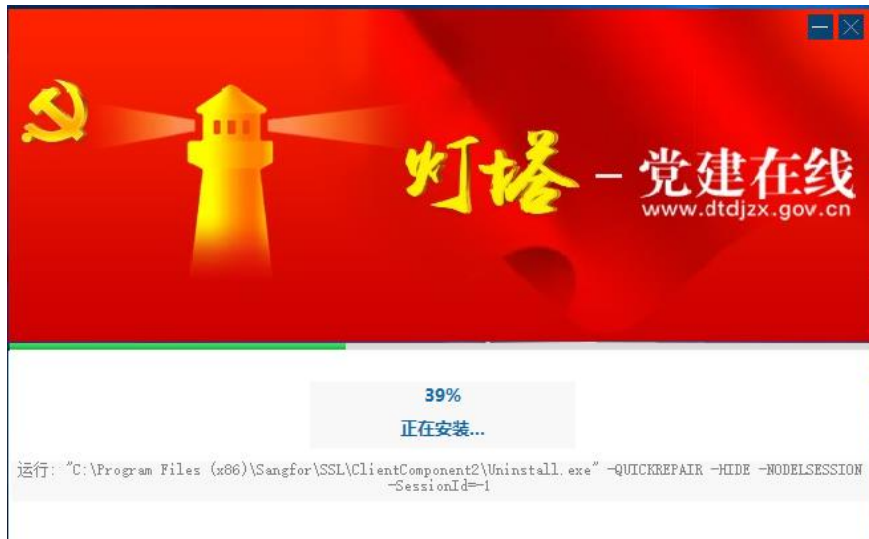 灯塔-党建在线
www.dtdjzx.gov.cn
39%
正在安装...
运行: "C:\Program Files (x86)\Sangfor\SSL\ClientComponent2\Uninstall.exe" -QUICKREPAIR -HIDE -NODELSESSION
-SessionId=-1